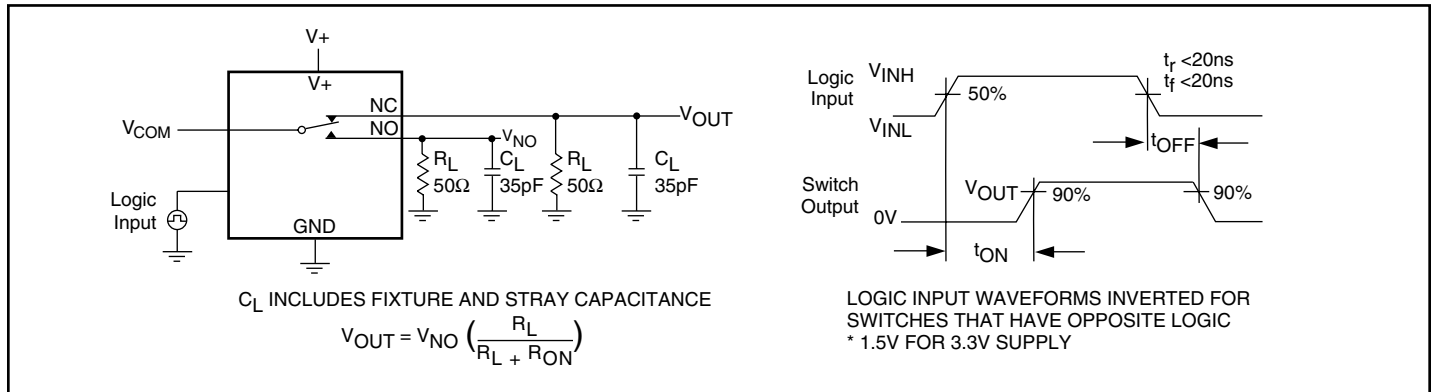 V+
V+
NC
NO
VCOM
VNO
VOUT
RL
50Ω
CL
35pF
RL
50Ω
CL
35pF
Logic
Input
GND
CL INCLUDES FIXTURE AND STRAY CAPACITANCE
VOUT = VNO ( RL / RL + RON )
Logic
Input
VINH
VINL
50%
tr <20ns
tf <20ns
tOFF
Switch
Output
VOUT
0V
90%
90%
tON
LOGIC INPUT WAVEFORMS INVERTED FOR
SWITCHES THAT HAVE OPPOSITE LOGIC
* 1.5V FOR 3.3V SUPPLY